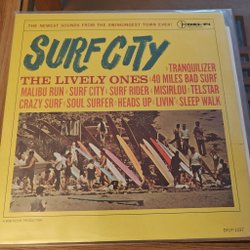 THE NEWEST SOUNDS FROM THE SWINGINGEST TOWN EVER!
SURF CITY
THE LIVELY ONES
TRANQUILIZER
40 MILES BAD SURF
MALIBU RUN · SURF CITY · SURF RIDER · MISIRLOU · TELSTAR
CRAZY SURF · SOUL SURFER · HEADS UP · LIVIN' · SLEEP WALK